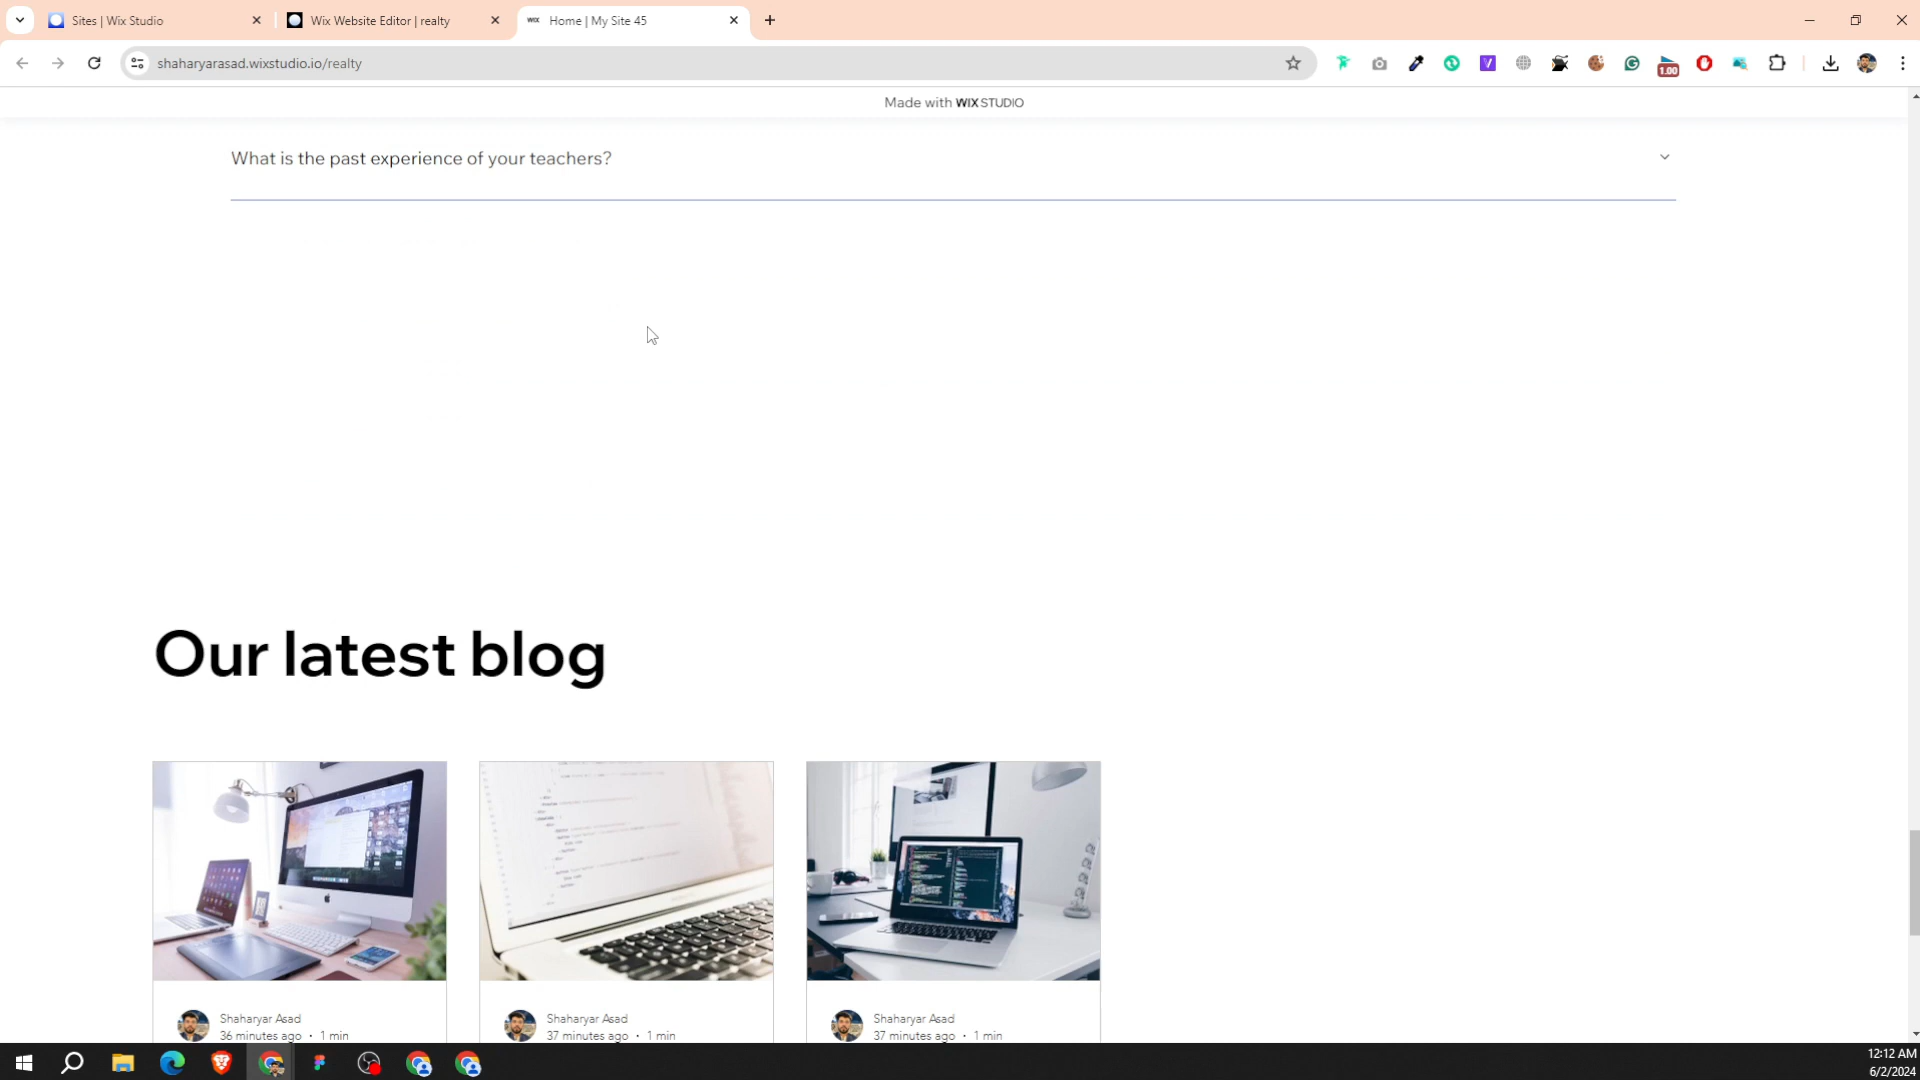 Sites | Wix Studio
Wix Website Editor | realty
WIX
Home | My Site 45
shaharyarasad.wixstudio.io/realty
1.00
Made with WIX STUDIO
What is the past experience of your teachers?
Our latest blog
Shaharyar Asad
36 minutes ago · 1 min
Shaharyar Asad
37 minutes ago · 1 min
Shaharyar Asad
37 minutes ago · 1 min
12:12 AM
6/2/2024